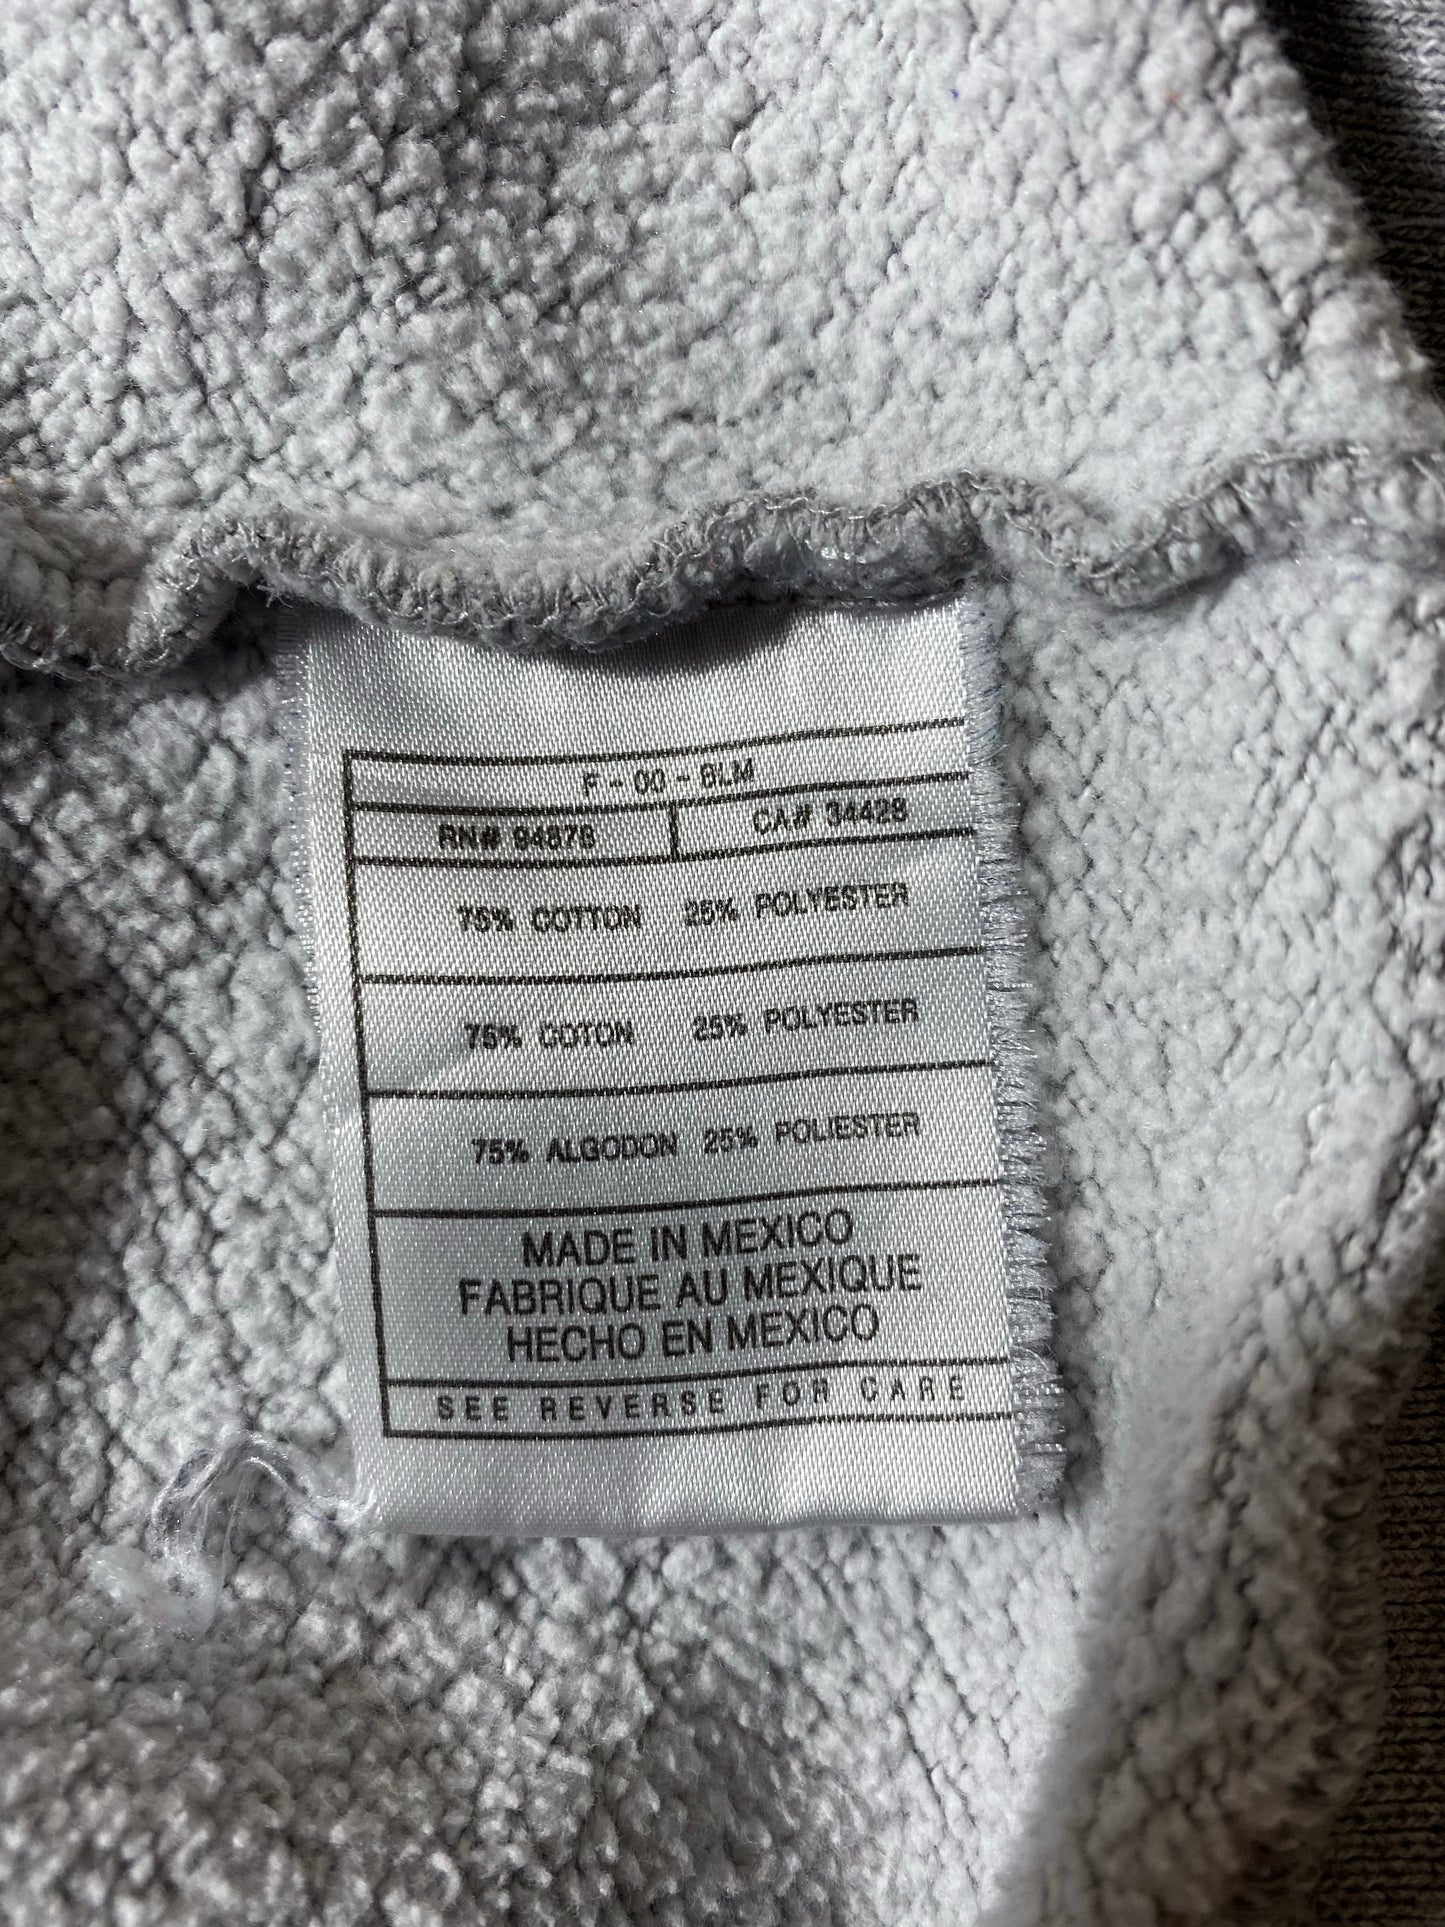 F - 00 - BLM
RN# 94878 CA# 34428
75% COTTON 25% POLYESTER
75% COTON 25% POLYESTER
75% ALGODON 25% POLIESTER
MADE IN MEXICO
FABRIQUE AU MEXIQUE
HECHO EN MEXICO
SEE REVERSE FOR CARE